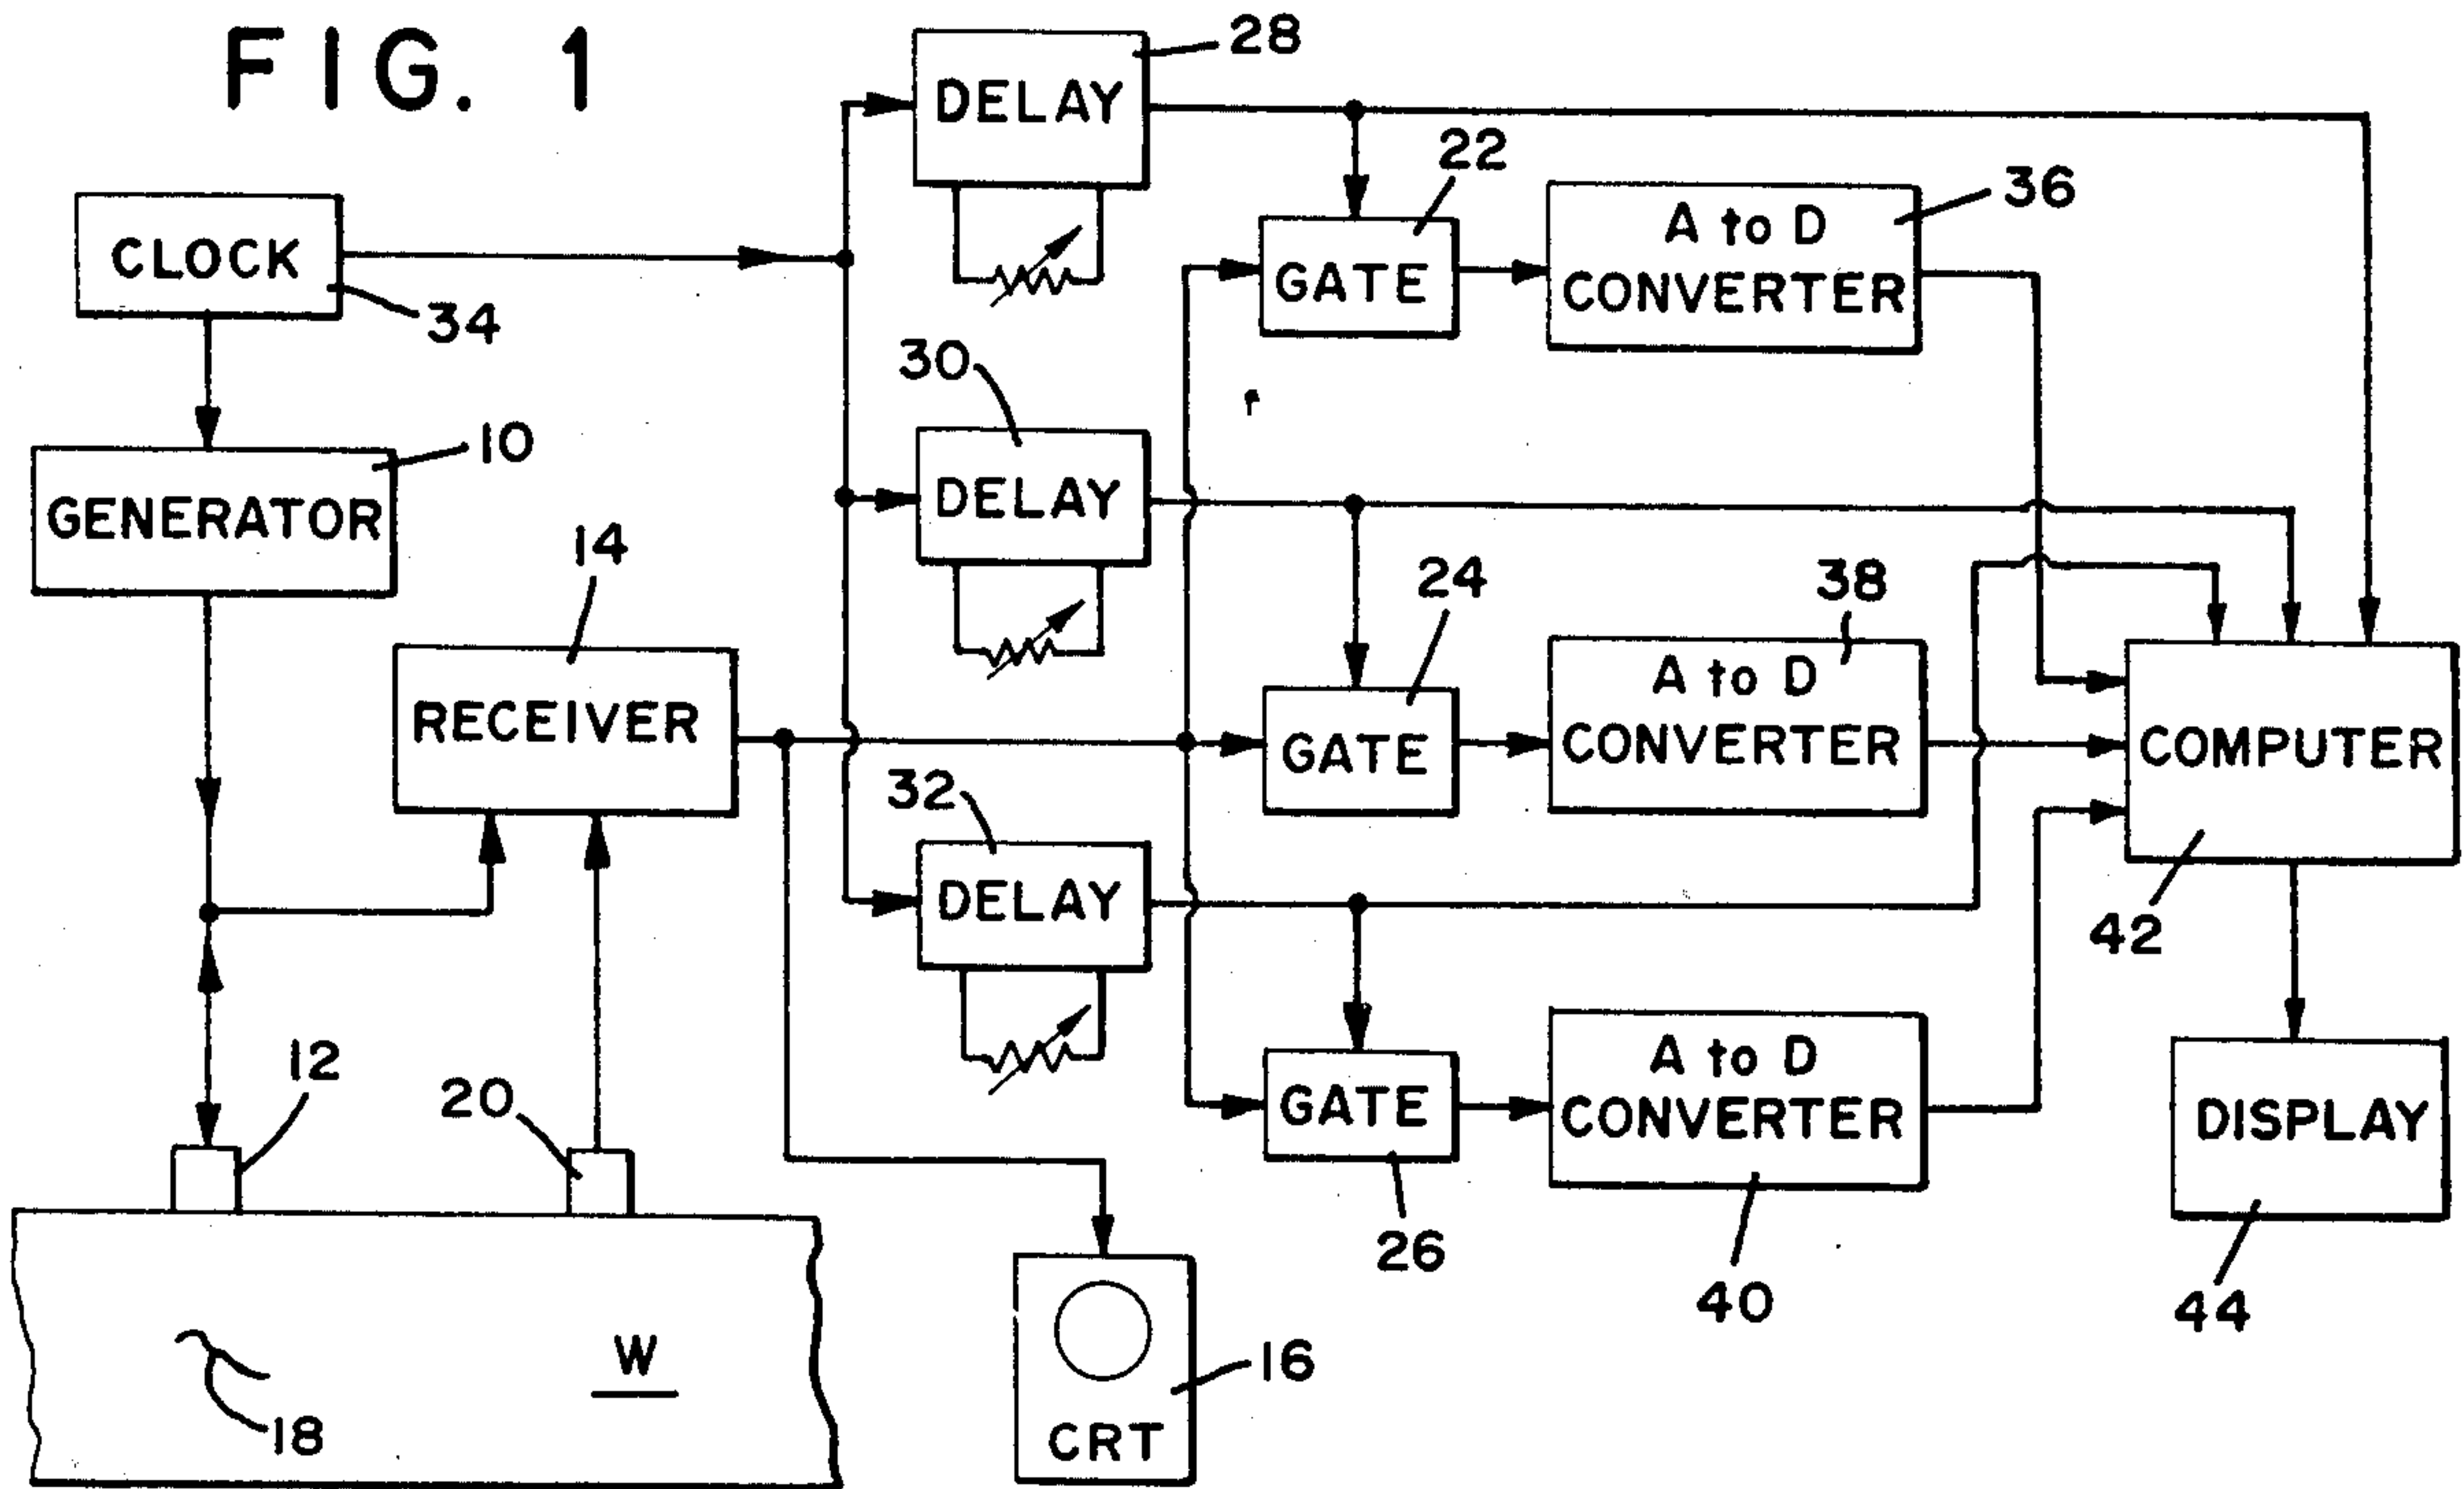 FIG. 1
28
DELAY
22
36
A to D
CONVERTER
CLOCK
34
GATE
30
DELAY
10
GENERATOR
14
24
38
A to D
CONVERTER
RECEIVER
GATE
COMPUTER
32
DELAY
42
12
20
GATE
A to D
CONVERTER
DISPLAY
26
40
44
W
16
18
CRT